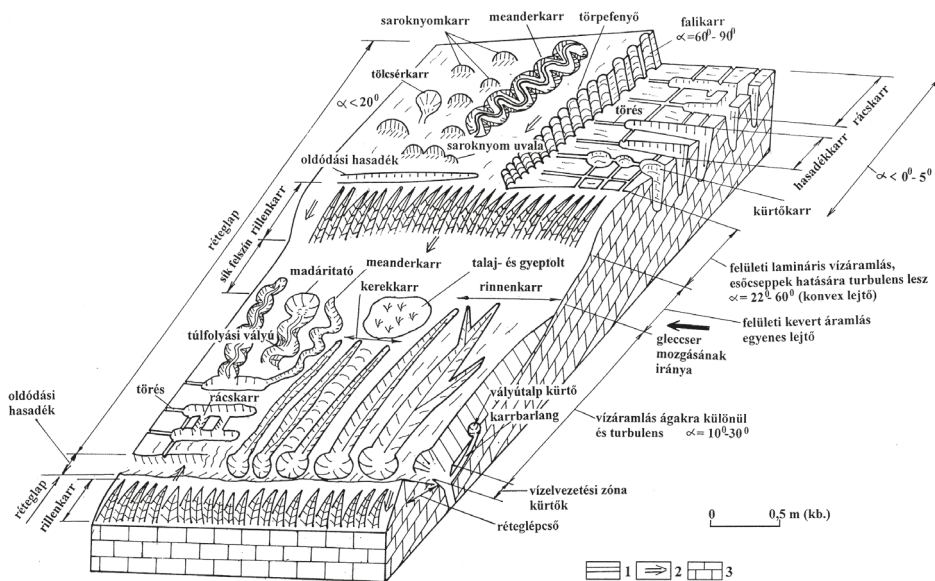 saroknyomkarr
meanderkarr
törpefenyő
falikarr
∝=60⁰- 90⁰
tölcsérkarr
∝<20⁰
törés
rácskarr
saroknyom uvala
hasadékkarr
oldódási hasadék
∝< 0⁰- 5⁰
kürtőkarr
rillenkarr
réteglap
sík felszín
talaj- és gyeptolt
meanderkarr
madáritató
kerekkarr
rinnenkarr
felületi lamináris vízáramlás,
esőcseppek hatására turbulens lesz
∝= 22⁰- 60⁰ (konvex lejtő)
felületi kevert áramlás
egyenes lejtő
gleccser
mozgásának
iránya
túlfolyási vályú
törés
rácskarr
oldódási
hasadék
vályútalp kürtő
karrbarlang
vízáramlás ágakra különül
és turbulens ∝= 10⁰-30⁰
réteglap
rillenkarr
vízelvezetési zóna
kürtők
réteglépcső
0 0,5 m (kb.)
1 2 3